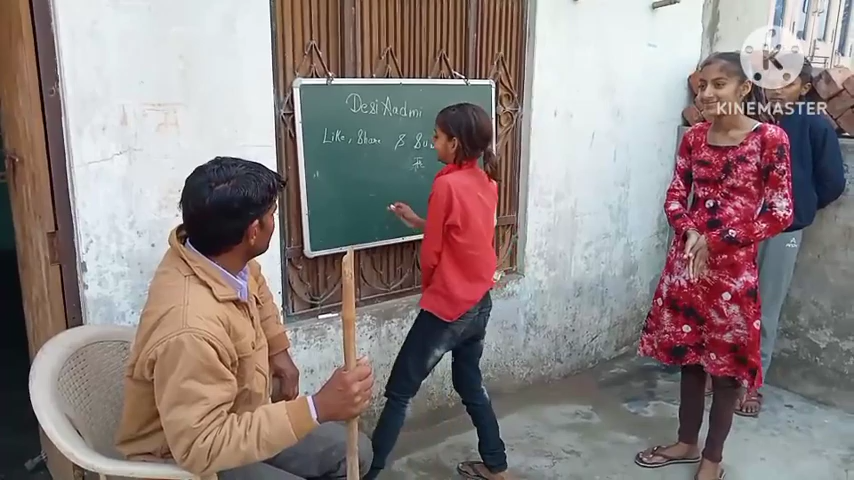 Desi Aadmi
Like, Share &
क
K
KINEMASTER